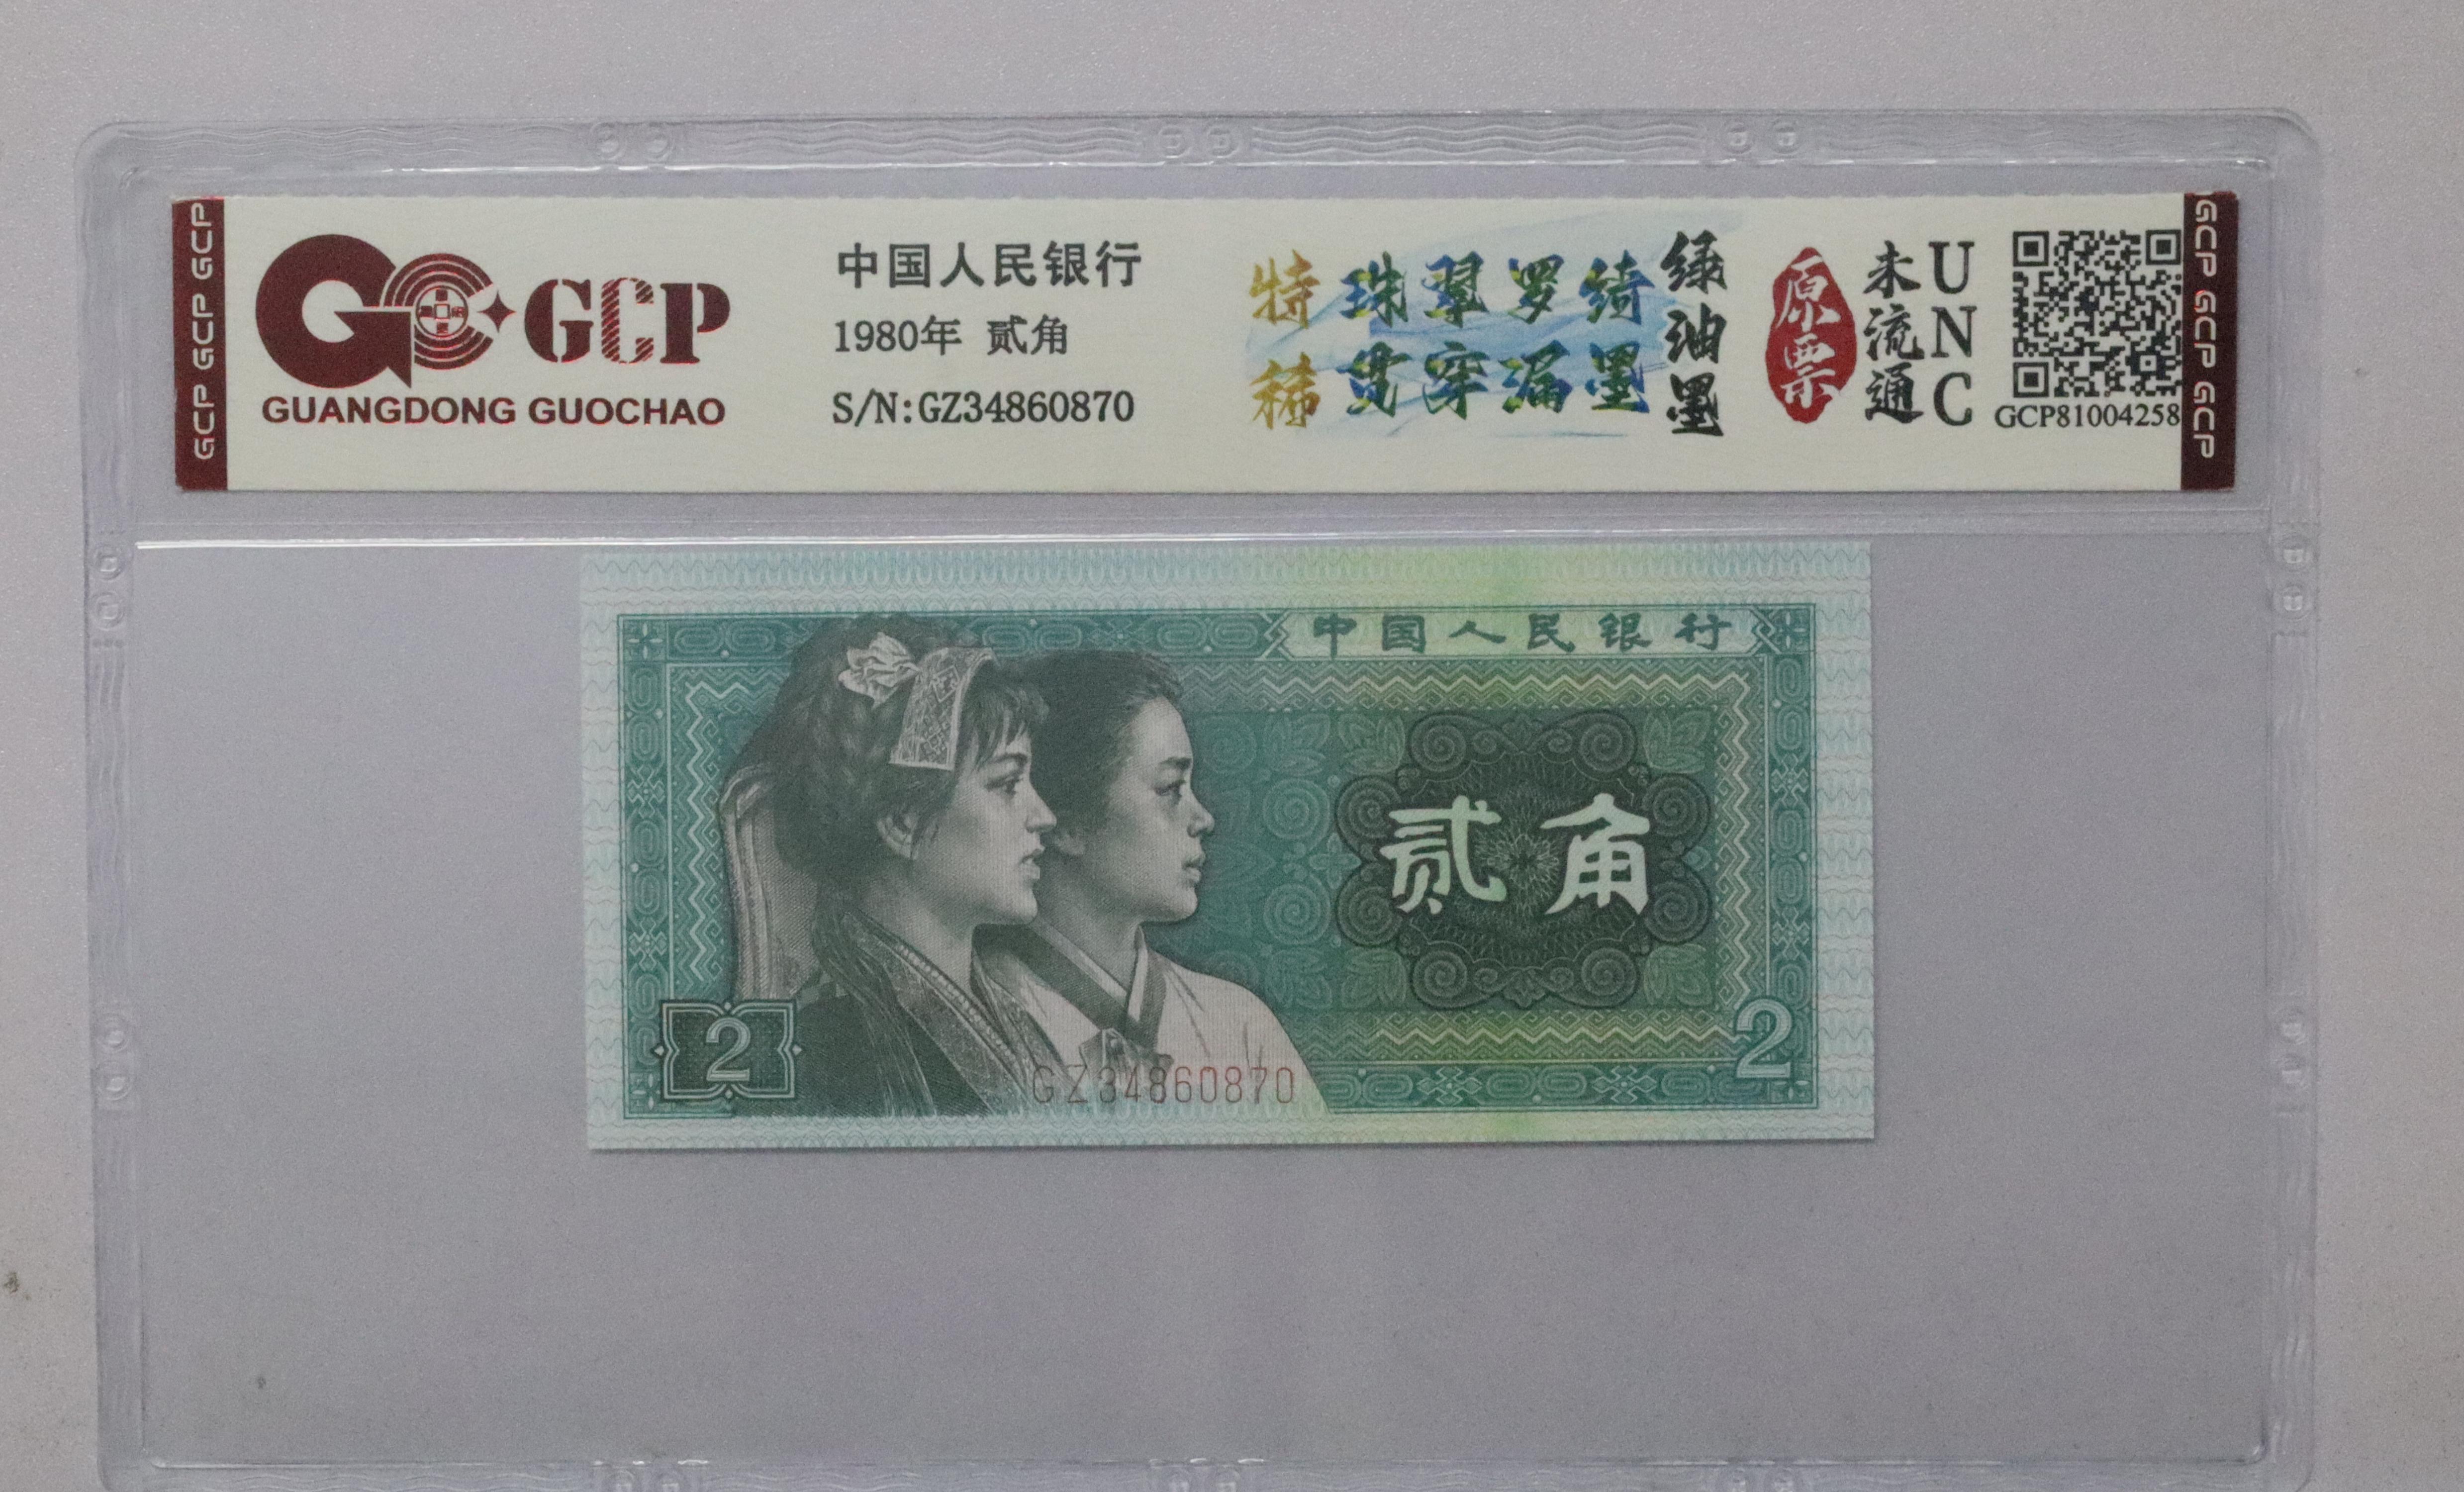 GCP GCP GCP
GCP
GUANGDONG GUOCHAO
中国人民银行
1980年 贰角
S/N:GZ34860870
特稀
珠翠罗绮
贯穿漏墨
绿油墨
原票
未流通
UNC
GCP81004258
GCP GCP GCP
中国人民银行
贰角
2
2
GZ34860870